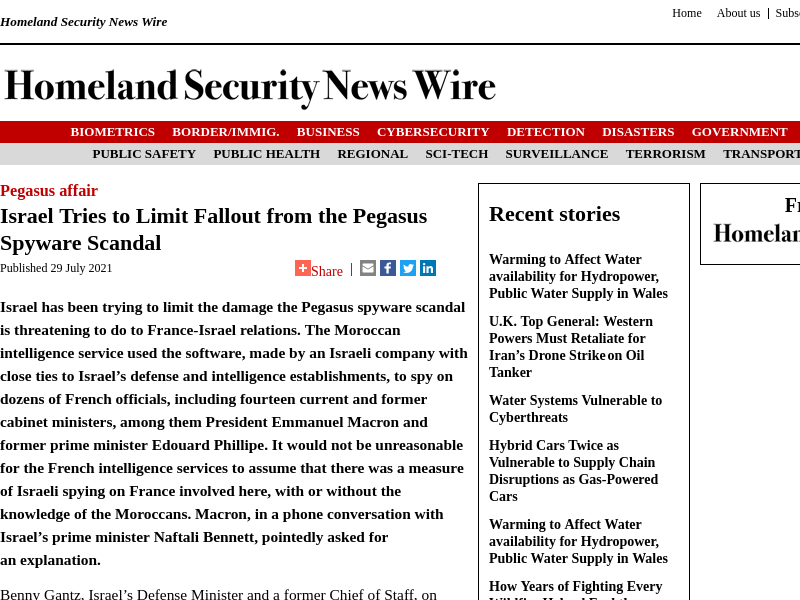 Homeland Security News Wire
Home About us | Subs
Homeland Security News Wire
BIOMETRICS BORDER/IMMIG. BUSINESS CYBERSECURITY DETECTION DISASTERS GOVERNMENT
PUBLIC SAFETY PUBLIC HEALTH REGIONAL SCI-TECH SURVEILLANCE TERRORISM TRANSPORT
Pegasus affair
Israel Tries to Limit Fallout from the Pegasus
Spyware Scandal
Published 29 July 2021
Share |
Israel has been trying to limit the damage the Pegasus spyware scandal
is threatening to do to France-Israel relations. The Moroccan
intelligence service used the software, made by an Israeli company with
close ties to Israel’s defense and intelligence establishments, to spy on
dozens of French officials, including fourteen current and former
cabinet ministers, among them President Emmanuel Macron and
former prime minister Edouard Phillipe. It would not be unreasonable
for the French intelligence services to assume that there was a measure
of Israeli spying on France involved here, with or without the
knowledge of the Moroccans. Macron, in a phone conversation with
Israel’s prime minister Naftali Bennett, pointedly asked for
an explanation.
Benny Gantz, Israel’s Defense Minister and a former Chief of Staff, on
Recent stories
Warming to Affect Water
availability for Hydropower,
Public Water Supply in Wales
U.K. Top General: Western
Powers Must Retaliate for
Iran’s Drone Strike on Oil
Tanker
Water Systems Vulnerable to
Cyberthreats
Hybrid Cars Twice as
Vulnerable to Supply Chain
Disruptions as Gas-Powered
Cars
Warming to Affect Water
availability for Hydropower,
Public Water Supply in Wales
How Years of Fighting Every
Fr
Homelan